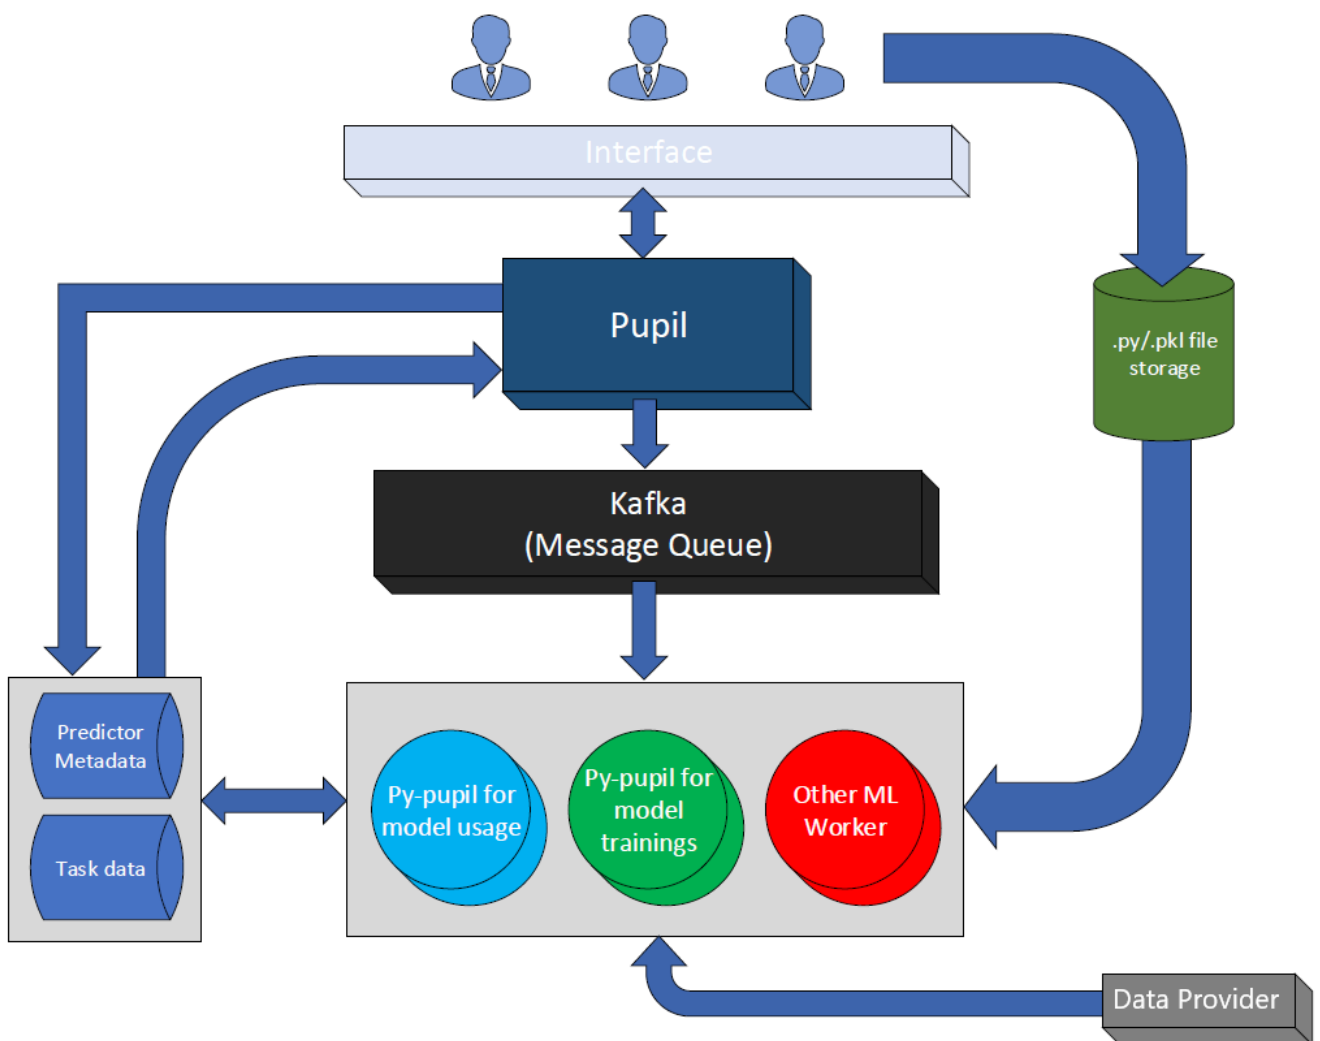 Interface
Pupil
.py/.pkl file
storage
Kafka
(Message Queue)
Predictor
Metadata
Task data
Py-pupil for
model usage
Py-pupil for
model
trainings
Other ML
Worker
Data Provider